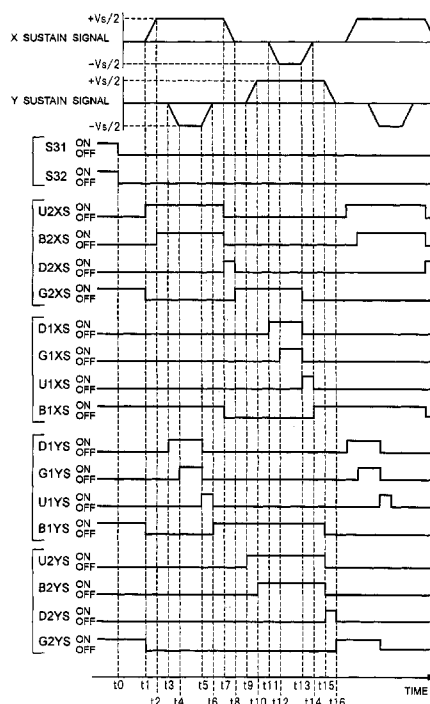 +Vs/2
X SUSTAIN SIGNAL
-Vs/2
+Vs/2
Y SUSTAIN SIGNAL
-Vs/2
S31 ON
OFF
S32 ON
OFF
U2XS ON
OFF
B2XS ON
OFF
D2XS ON
OFF
G2XS ON
OFF
D1XS ON
OFF
G1XS ON
OFF
U1XS ON
OFF
B1XS ON
OFF
D1YS ON
OFF
G1YS ON
OFF
U1YS ON
OFF
B1YS ON
OFF
U2YS ON
OFF
B2YS ON
OFF
D2YS ON
OFF
G2YS ON
OFF
t0 t1 t3 t5 t7 t9 t11 t13 t15 TIME
t2 t4 t6 t8 t10 t12 t14 t16